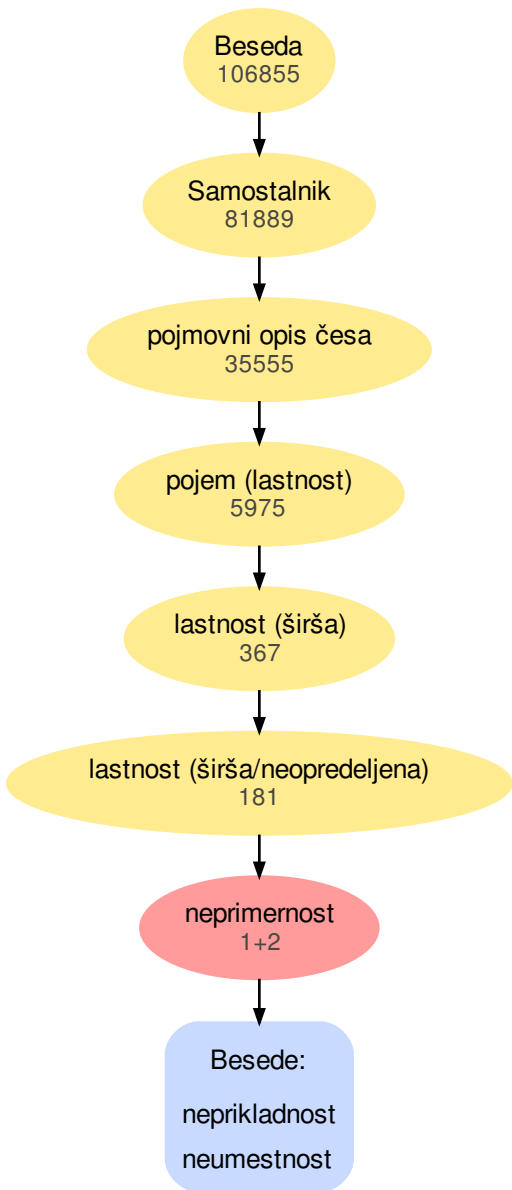 Beseda
106855
Samostalnik
81889
pojmovni opis česa
35555
pojem (lastnost)
5975
lastnost (širša)
367
lastnost (širša/neopredeljena)
181
neprimernost
1+2
Besede:
neprikladnost
neumestnost